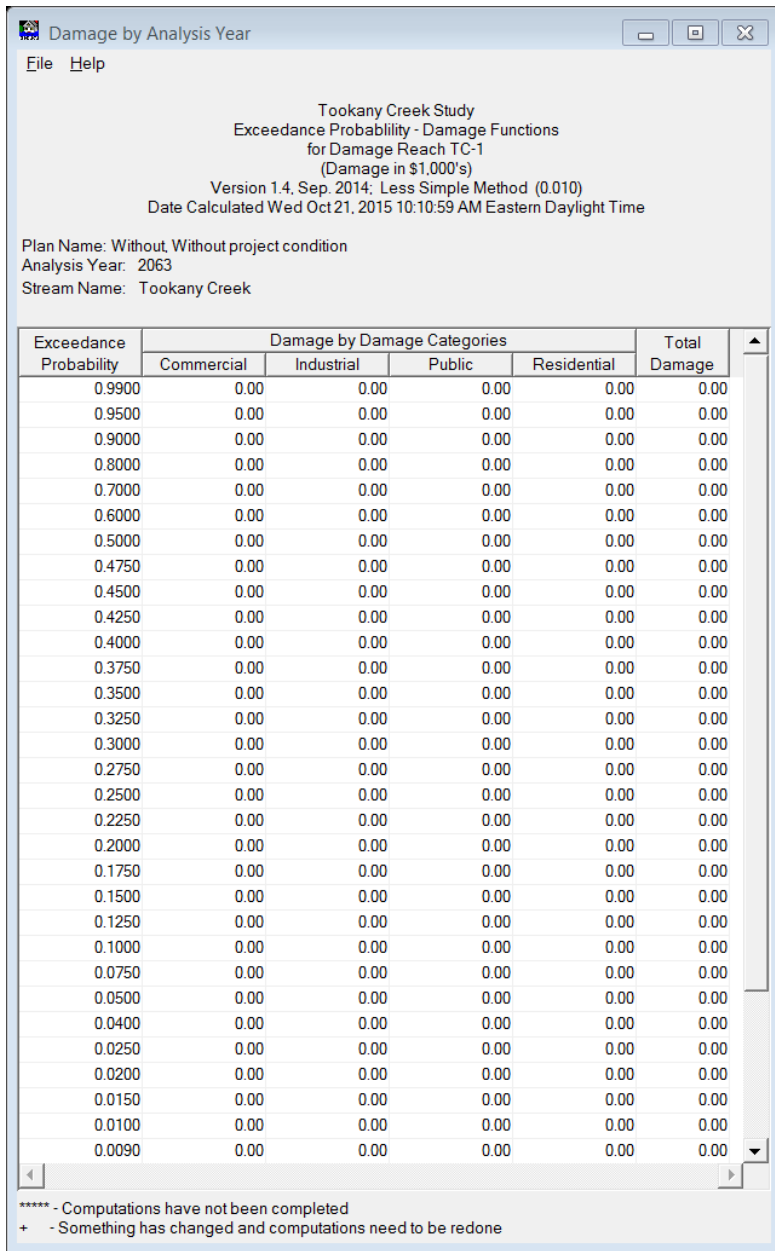 Damage by Analysis Year
File Help
Tookany Creek Study
Exceedance Probablility - Damage Functions
for Damage Reach TC-1
(Damage in $1,000's)
Version 1.4, Sep. 2014; Less Simple Method (0.010)
Date Calculated Wed Oct 21, 2015 10:10:59 AM Eastern Daylight Time
Plan Name: Without, Without project condition
Analysis Year: 2063
Stream Name: Tookany Creek
Exceedance Damage by Damage Categories Total
Probability Commercial Industrial Public Residential Damage
0.9900 0.00 0.00 0.00 0.00 0.00
0.9500 0.00 0.00 0.00 0.00 0.00
0.9000 0.00 0.00 0.00 0.00 0.00
0.8000 0.00 0.00 0.00 0.00 0.00
0.7000 0.00 0.00 0.00 0.00 0.00
0.6000 0.00 0.00 0.00 0.00 0.00
0.5000 0.00 0.00 0.00 0.00 0.00
0.4750 0.00 0.00 0.00 0.00 0.00
0.4500 0.00 0.00 0.00 0.00 0.00
0.4250 0.00 0.00 0.00 0.00 0.00
0.4000 0.00 0.00 0.00 0.00 0.00
0.3750 0.00 0.00 0.00 0.00 0.00
0.3500 0.00 0.00 0.00 0.00 0.00
0.3250 0.00 0.00 0.00 0.00 0.00
0.3000 0.00 0.00 0.00 0.00 0.00
0.2750 0.00 0.00 0.00 0.00 0.00
0.2500 0.00 0.00 0.00 0.00 0.00
0.2250 0.00 0.00 0.00 0.00 0.00
0.2000 0.00 0.00 0.00 0.00 0.00
0.1750 0.00 0.00 0.00 0.00 0.00
0.1500 0.00 0.00 0.00 0.00 0.00
0.1250 0.00 0.00 0.00 0.00 0.00
0.1000 0.00 0.00 0.00 0.00 0.00
0.0750 0.00 0.00 0.00 0.00 0.00
0.0500 0.00 0.00 0.00 0.00 0.00
0.0400 0.00 0.00 0.00 0.00 0.00
0.0250 0.00 0.00 0.00 0.00 0.00
0.0200 0.00 0.00 0.00 0.00 0.00
0.0150 0.00 0.00 0.00 0.00 0.00
0.0100 0.00 0.00 0.00 0.00 0.00
0.0090 0.00 0.00 0.00 0.00 0.00
***** - Computations have not been completed
+ - Something has changed and computations need to be redone